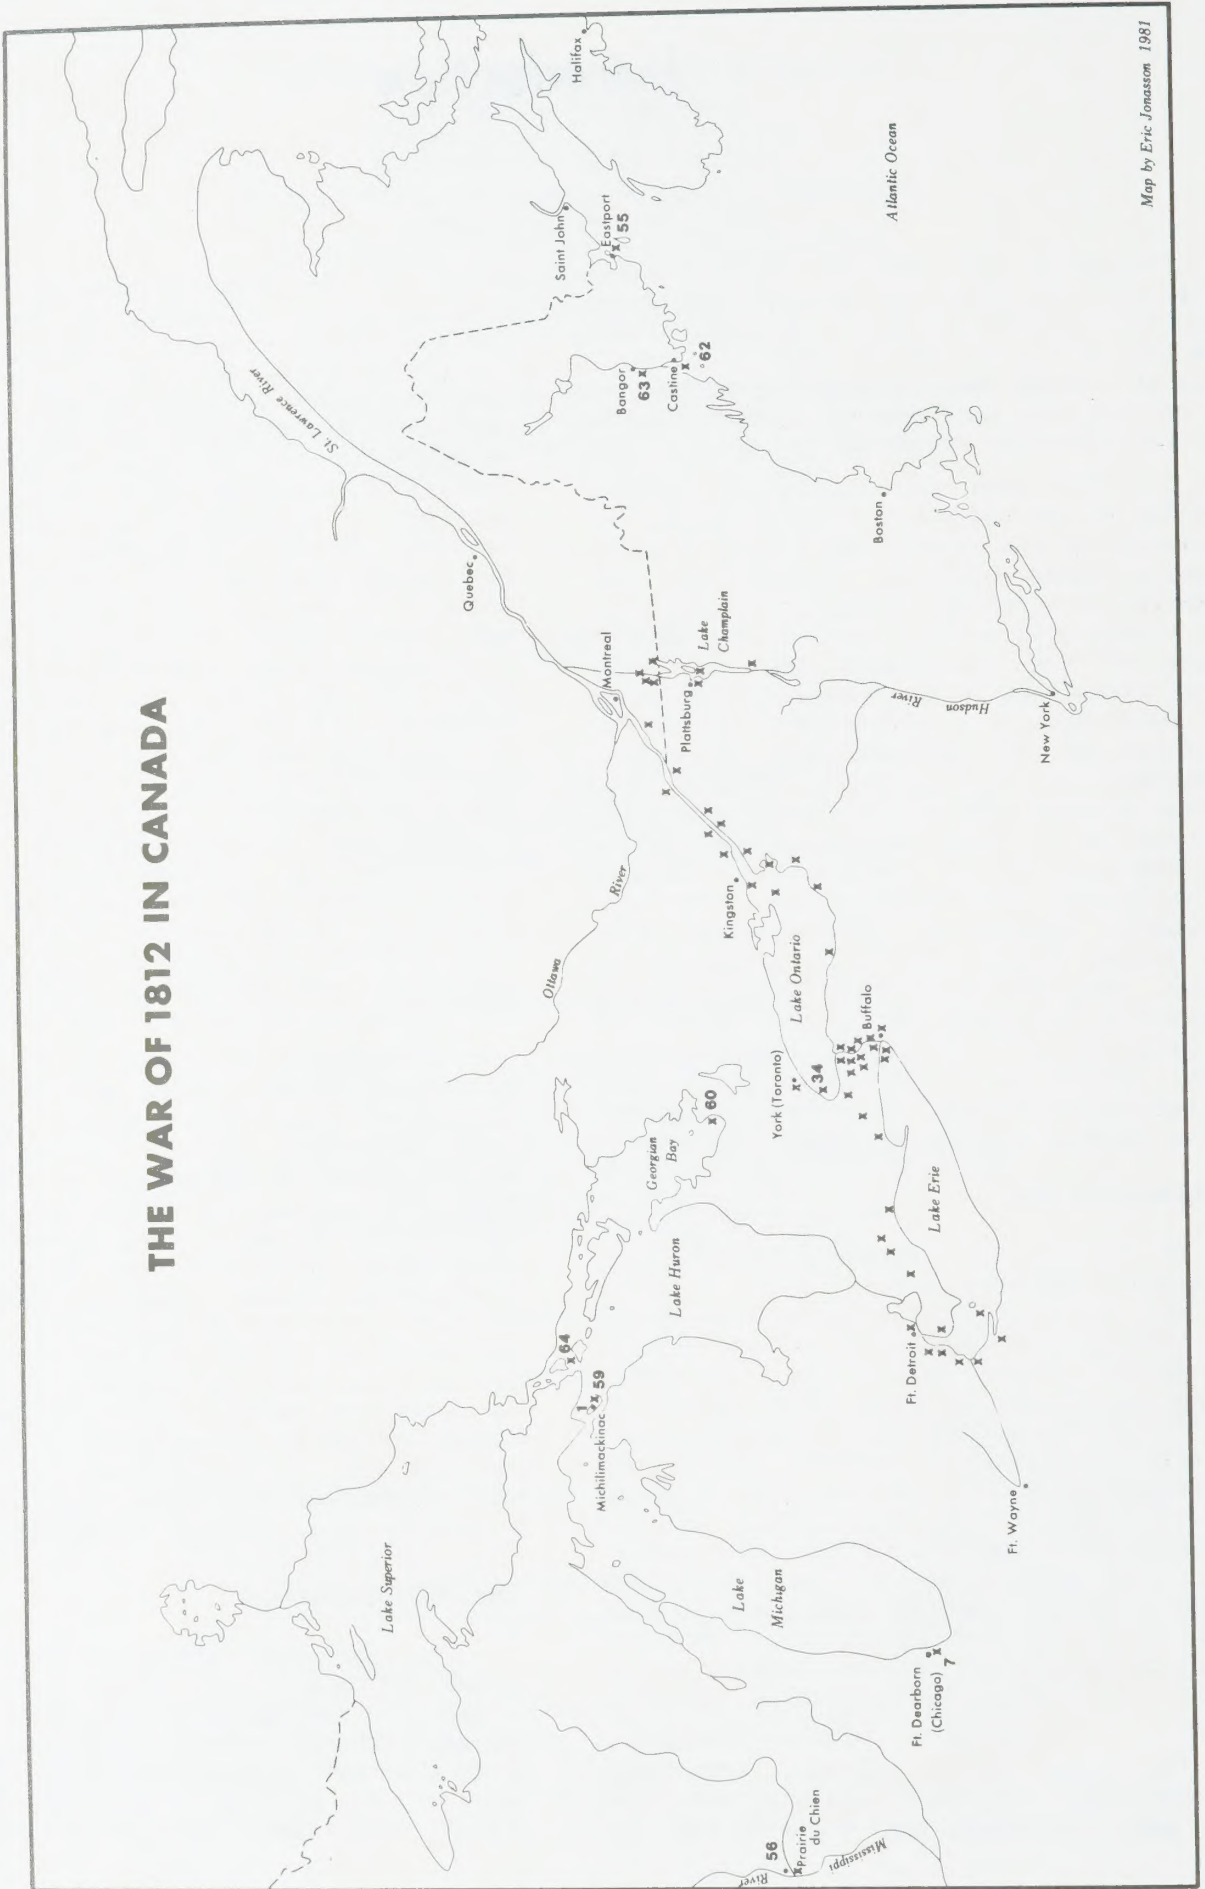 THE WAR OF 1812 IN CANADA
Lake Superior
Michilimackinac
1
59
64
Lake Huron
Georgian
Bay
60
Ottawa
River
St. Lawrence River
Quebec
Montreal
Plattsburg
Lake
Champlain
Hudson
River
Saint John
Eastport
55
Halifax
Bangor
63
Castine
62
Boston
New York
Atlantic Ocean
Kingston
Lake Ontario
York (Toronto)
34
Buffalo
Lake Erie
Ft. Detroit
Ft. Wayne
Lake
Michigan
Ft. Dearborn
(Chicago)
7
56
Prairie
du Chien
Mississippi
River
Map by Eric Jonasson 1981